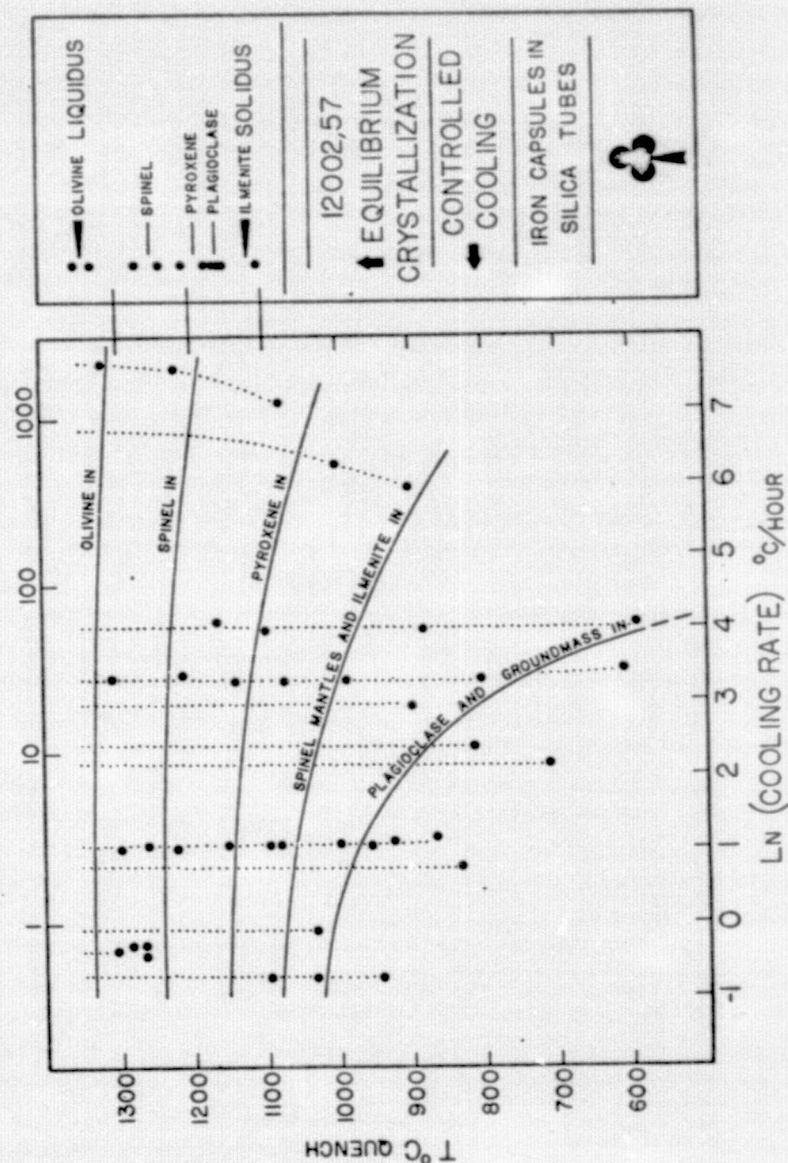 OLIVINE LIQUIDUS
SPINEL
PYROXENE
PLAGIOCLASE
ILMENITE SOLIDUS
12002,57
EQUILIBRIUM
CRYSTALLIZATION
CONTROLLED
COOLING
IRON CAPSULES IN
SILICA TUBES
1
10
100
1000
OLIVINE IN
SPINEL IN
PYROXENE IN
SPINEL MANTLES AND ILMENITE IN
PLAGIOCLASE AND GROUNDMASS IN
1300
1200
1100
1000
900
800
700
600
T°C QUENCH
-1
0
1
2
3
4
5
6
7
LN (COOLING RATE) °C/HOUR